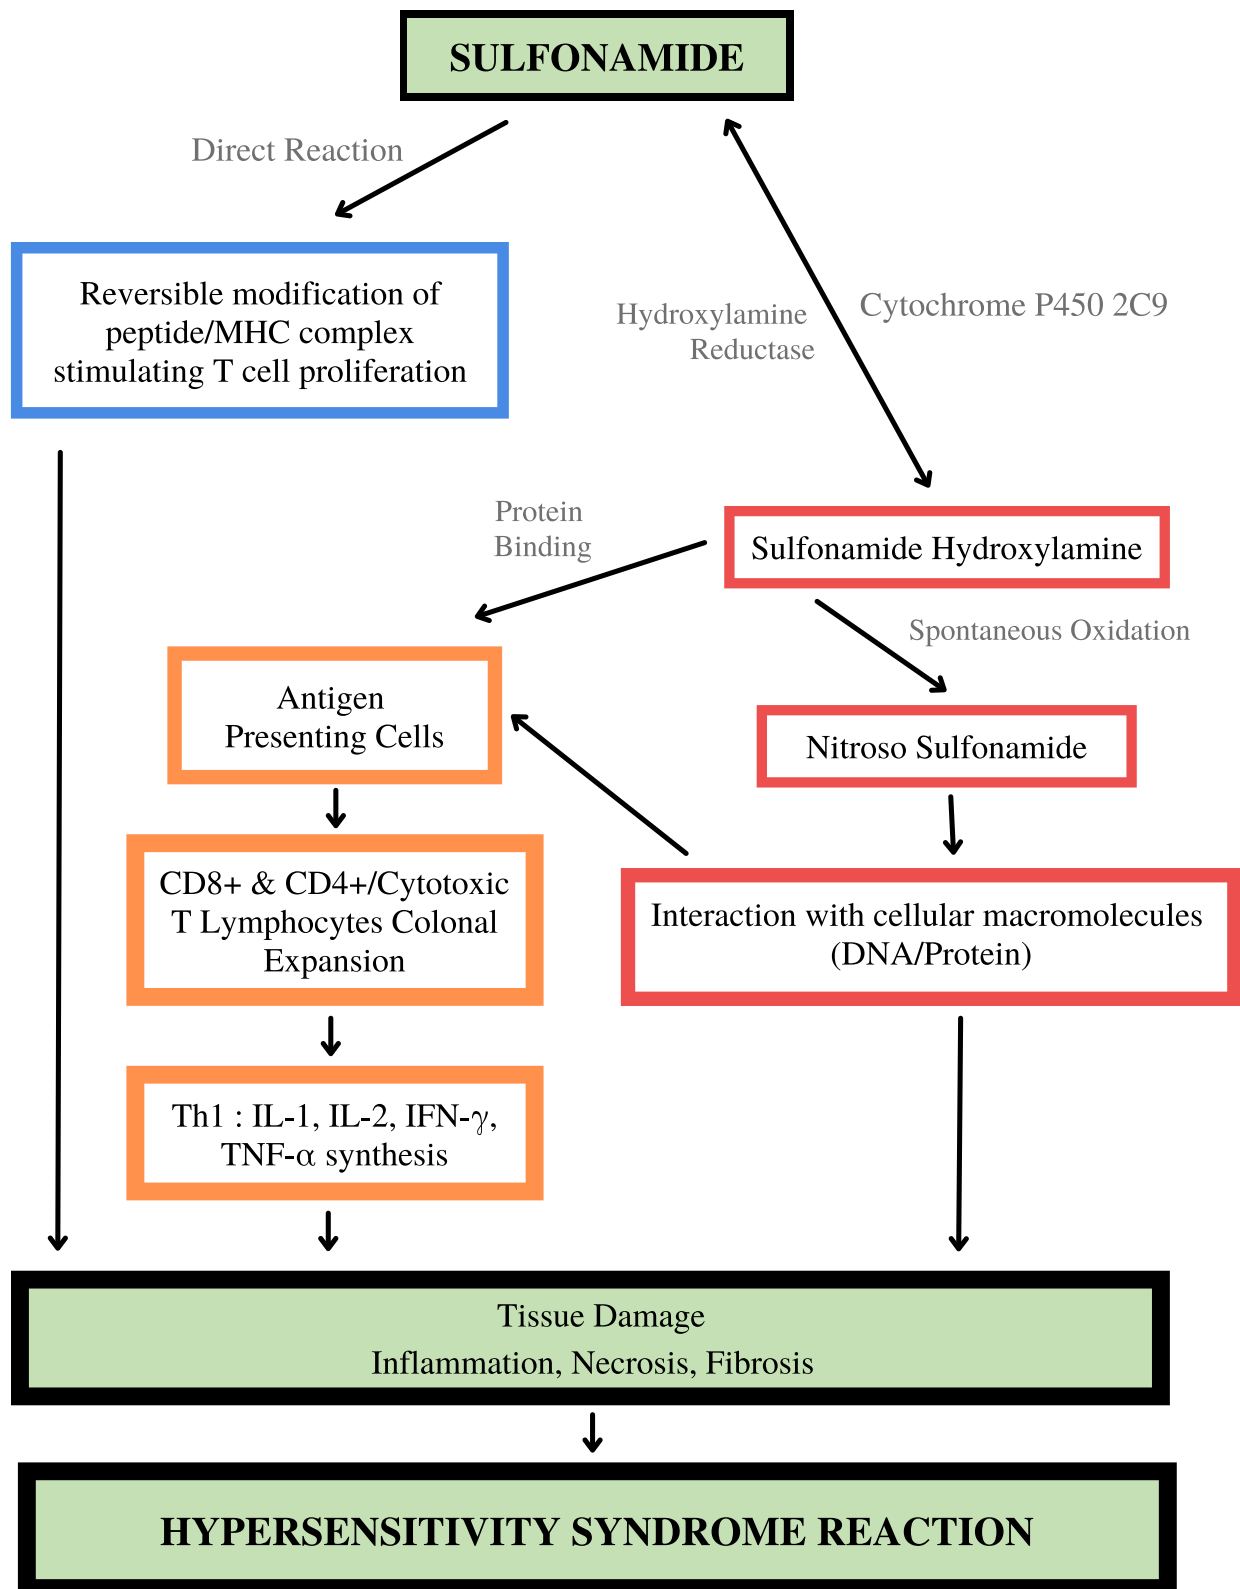 SULFONAMIDE
Direct Reaction
Reversible modification of
peptide/MHC complex
stimulating T cell proliferation
Hydroxylamine
Reductase
Cytochrome P450 2C9
Protein
Binding
Sulfonamide Hydroxylamine
Spontaneous Oxidation
Antigen
Presenting Cells
Nitroso Sulfonamide
CD8+ & CD4+/Cytotoxic
T Lymphocytes Colonal
Expansion
Interaction with cellular macromolecules
(DNA/Protein)
Th1 : IL-1, IL-2, IFN-γ,
TNF-α synthesis
Tissue Damage
Inflammation, Necrosis, Fibrosis
HYPERSENSITIVITY SYNDROME REACTION